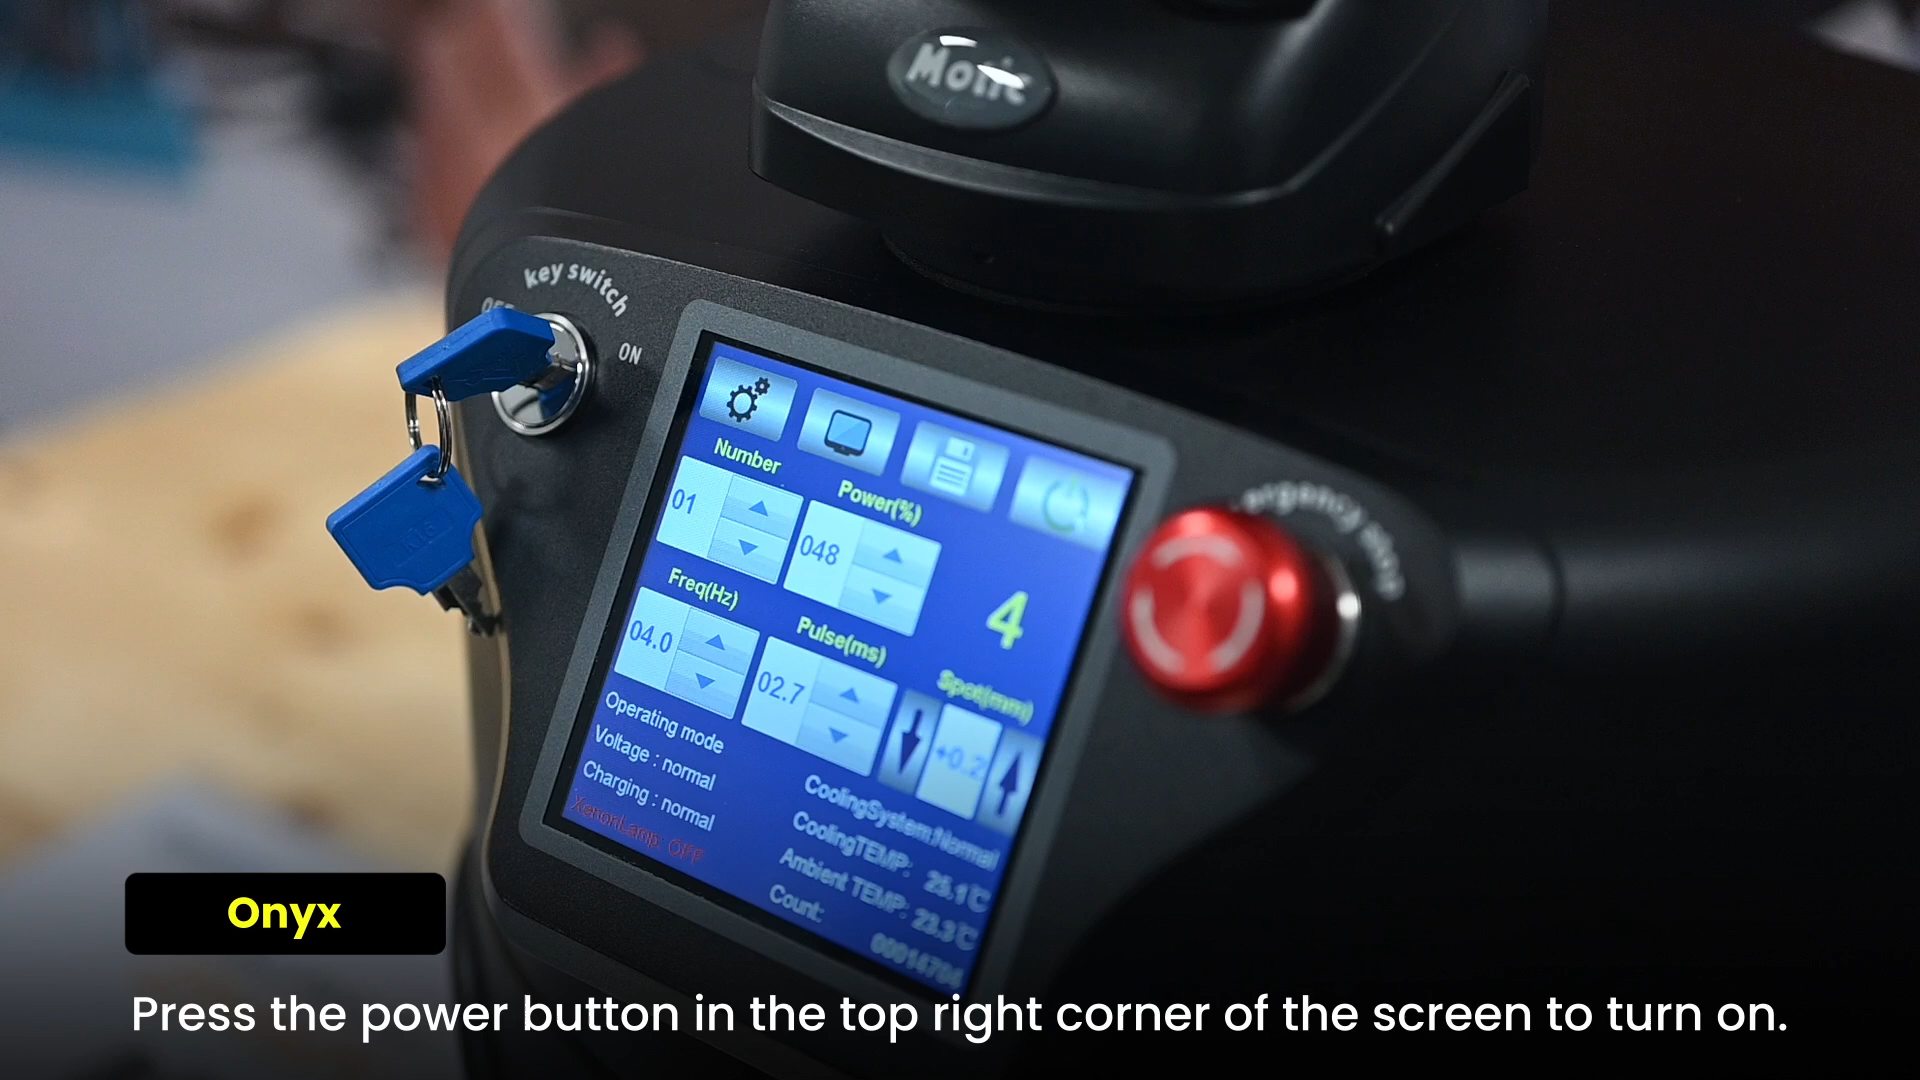 Motic
key switch
OFF
ON
Number
01
Power(%)
048
Freq(Hz)
04.0
Pulse(ms)
02.7
4
Spot(mm)
+0.2
Operating mode
Voltage : normal
Charging : normal
XenonLamp: OFF
CoolingSystem:Normal
CoolingTEMP: 25.1℃
Ambient TEMP: 23.3℃
Count:
Onyx
Press the power button in the top right corner of the screen to turn on.